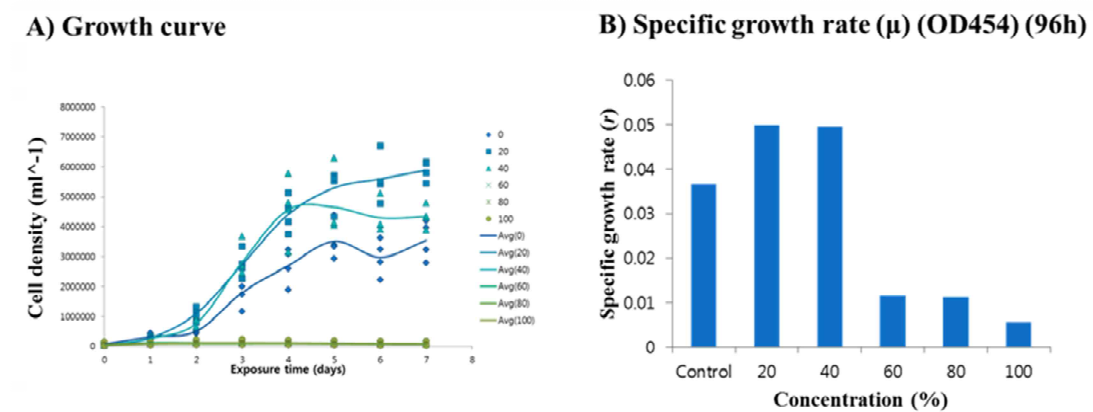 A) Growth curve
Cell density (ml^-1)
8000000
7000000
6000000
5000000
4000000
3000000
2000000
1000000
0
0 1 2 3 4 5 6 7 8
Exposure time (days)
0
20
40
60
80
100
Avg(0)
Avg(20)
Avg(40)
Avg(60)
Avg(80)
Avg(100)
B) Specific growth rate (µ) (OD454) (96h)
Specific growth rate (r)
0.06
0.05
0.04
0.03
0.02
0.01
0
Control 20 40 60 80 100
Concentration (%)